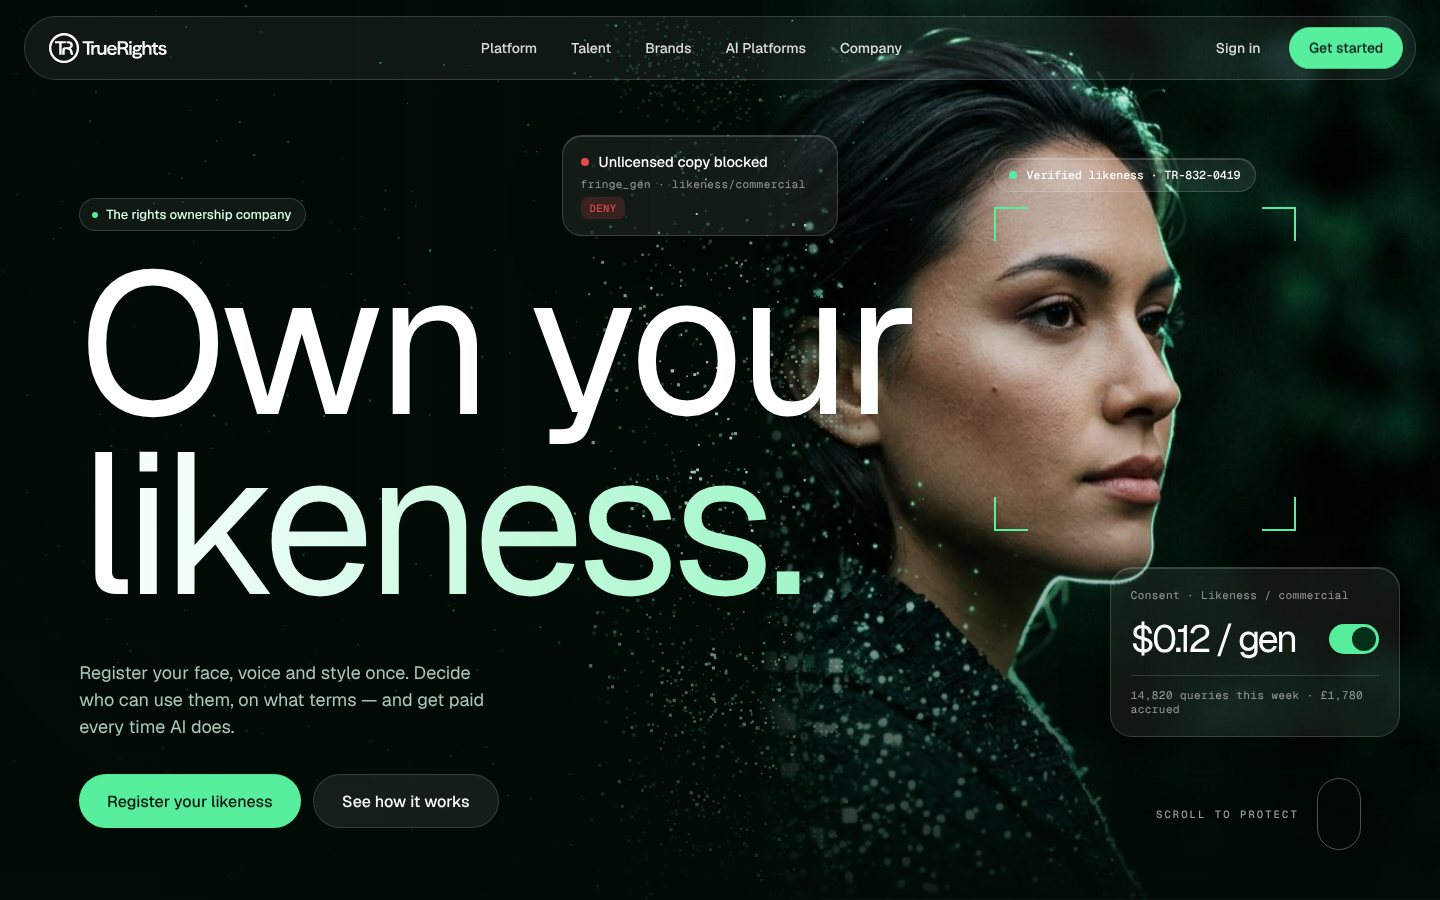 TR TrueRights
Platform
Talent
Brands
AI Platforms
Company
Sign in
Get started
Unlicensed copy blocked
fringe_gen · likeness/commercial
DENY
Verified likeness · TR-832-0419
The rights ownership company
Own your
likeness.
Register your face, voice and style once. Decide
who can use them, on what terms — and get paid
every time AI does.
Register your likeness
See how it works
Consent · Likeness / commercial
$0.12 / gen
14,820 queries this week · £1,780
accrued
SCROLL TO PROTECT